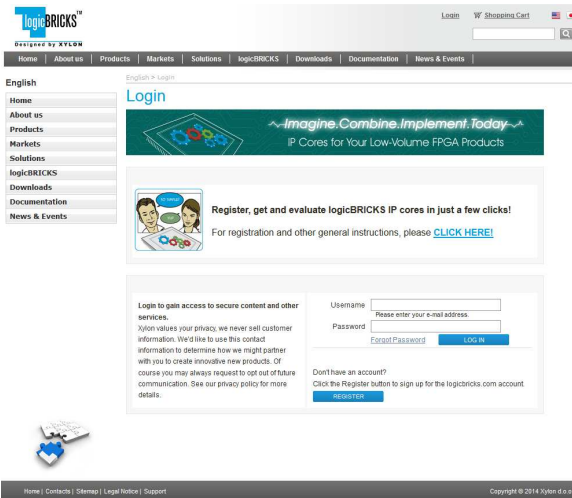 logicBRICKS™
Designed by XYLON
Login
Shopping Cart
Home | About us | Products | Markets | Solutions | logicBRICKS | Downloads | Documentation | News & Events |
English
Home
About us
Products
Markets
Solutions
logicBRICKS
Downloads
Documentation
News & Events
English > Login
Login
Imagine.Combine.Implement.Today
IP Cores for Your Low-Volume FPGA Products
Register, get and evaluate logicBRICKS IP cores in just a few clicks!
For registration and other general instructions, please CLICK HERE!
Login to gain access to secure content and other
services.
Xylon values your privacy, we never sell customer
information. We'd like to use this contact
information to determine how we might partner
with you to create innovative new products. Of
course you may always request to opt out of future
communication. See our privacy policy for more
details.
Username
Please enter your e-mail address.
Password
Forgot Password
LOG IN
Don't have an account?
Click the Register button to sign up for the logicbricks.com account.
REGISTER
Home | Contacts | Sitemap | Legal Notice | Support
Copyright © 2014 Xylon d.o.o